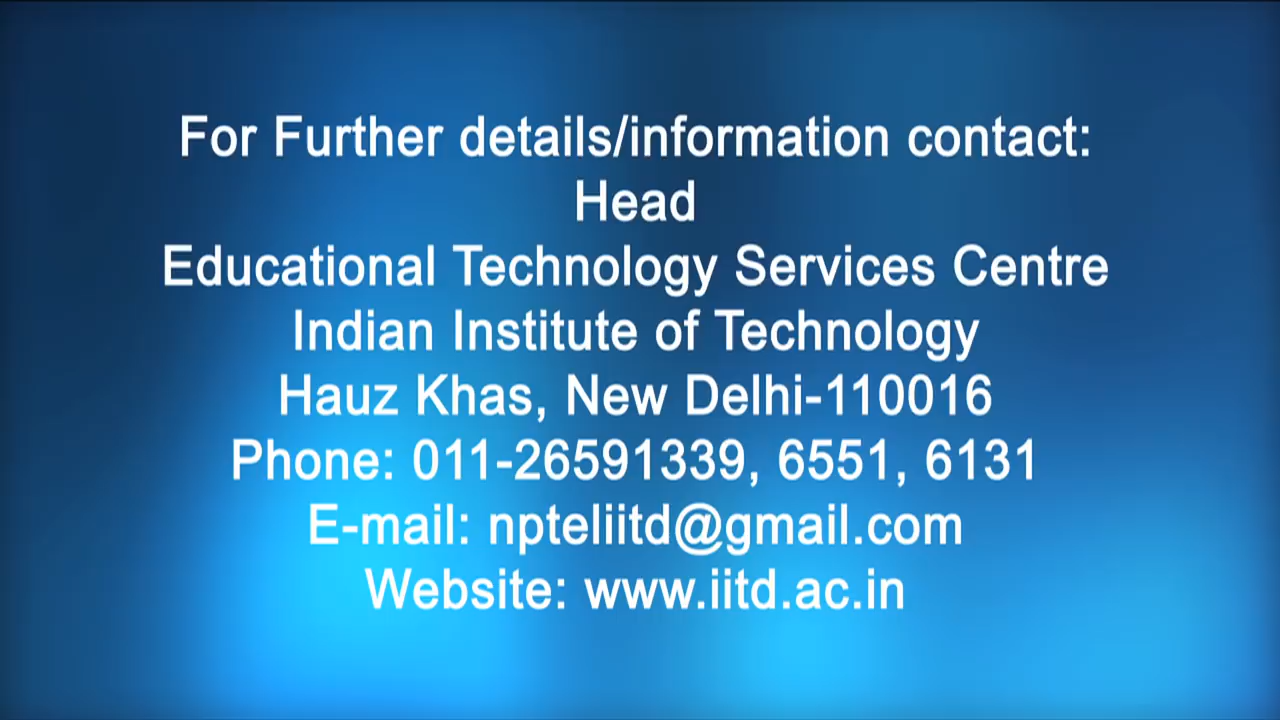 For Further details/information contact:
Head
Educational Technology Services Centre
Indian Institute of Technology
Hauz Khas, New Delhi-110016
Phone: 011-26591339, 6551, 6131
E-mail: npteliitd@gmail.com
Website: www.iitd.ac.in